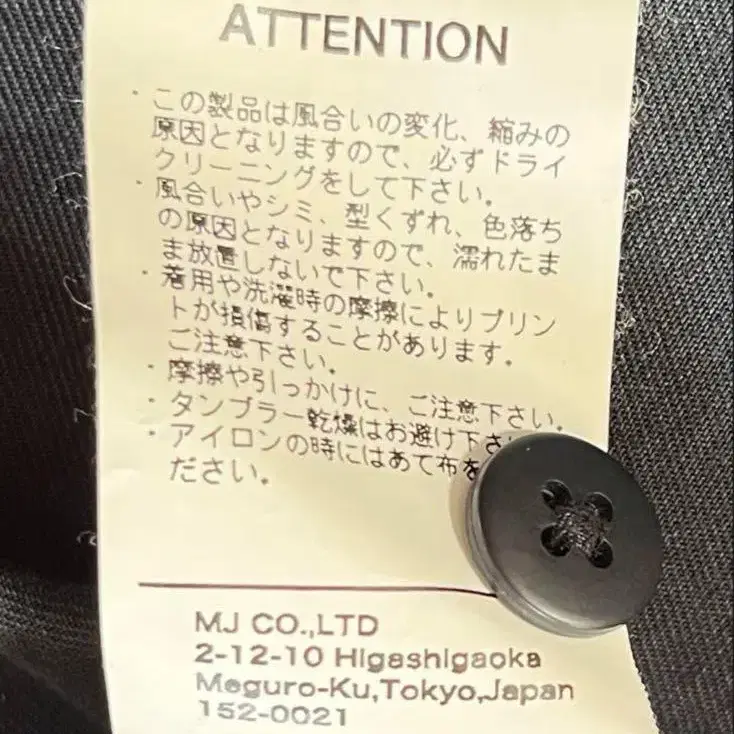 ATTENTION
・この製品は風合いの変化、縮みの
原因となりますので、必ずドライ
クリーニングをして下さい。
・風合いやシミ、型くずれ、色落ち
の原因となりますので、濡れたま
ま放置しないで下さい。
・着用や洗濯時の摩擦によりプリン
トが損傷することがあります。
ご注意下さい。
・摩擦や引っかけに、ご注意下さい。
・タンブラー乾燥はお避け下さ
・アイロンの時にはあて布を
ださい。
MJ CO.,LTD
2-12-10 Higashigaoka
Meguro-Ku,Tokyo,Japan
152-0021